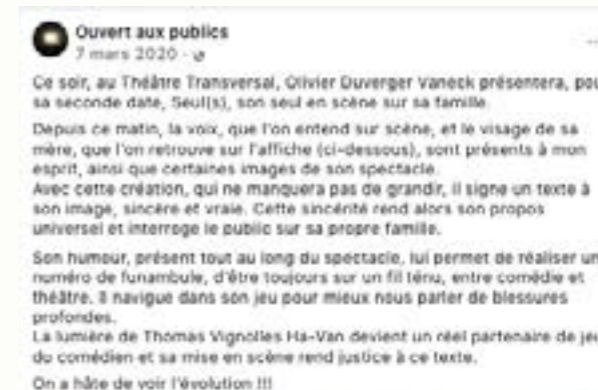 Ouvert aux publics
7 mars 2020
Ce soir, au Théâtre Transversal, Olivier Duverger Vaneck présentera, pou
sa seconde date, Seul(s), son seul en scène sur sa famille.
Depuis ce matin, la voix, que l'on entend sur scène, et le visage de sa
mère, que l'on retrouve sur l'affiche (ci-dessous), sont présents à mon
esprit, ainsi que certaines images de son spectacle.
Avec cette création, qui ne manquera pas de grandir, il signe un texte à
son image, sincère et vraie. Cette sincérité rend alors son propos
universel et interroge le public sur sa propre famille.
Son humour, présent tout au long du spectacle, lui permet de réaliser un
numéro de funambule, d'être toujours sur un fil ténu, entre comédie et
théâtre. Il navigue dans son jeu pour mieux nous parler de blessures
profondes.
La lumière de Thomas Vignolles Ha-Van devient un réel partenaire de jeu
du comédien et sa mise en scène rend justice à ce texte.
On a hâte de voir l'évolution !!!